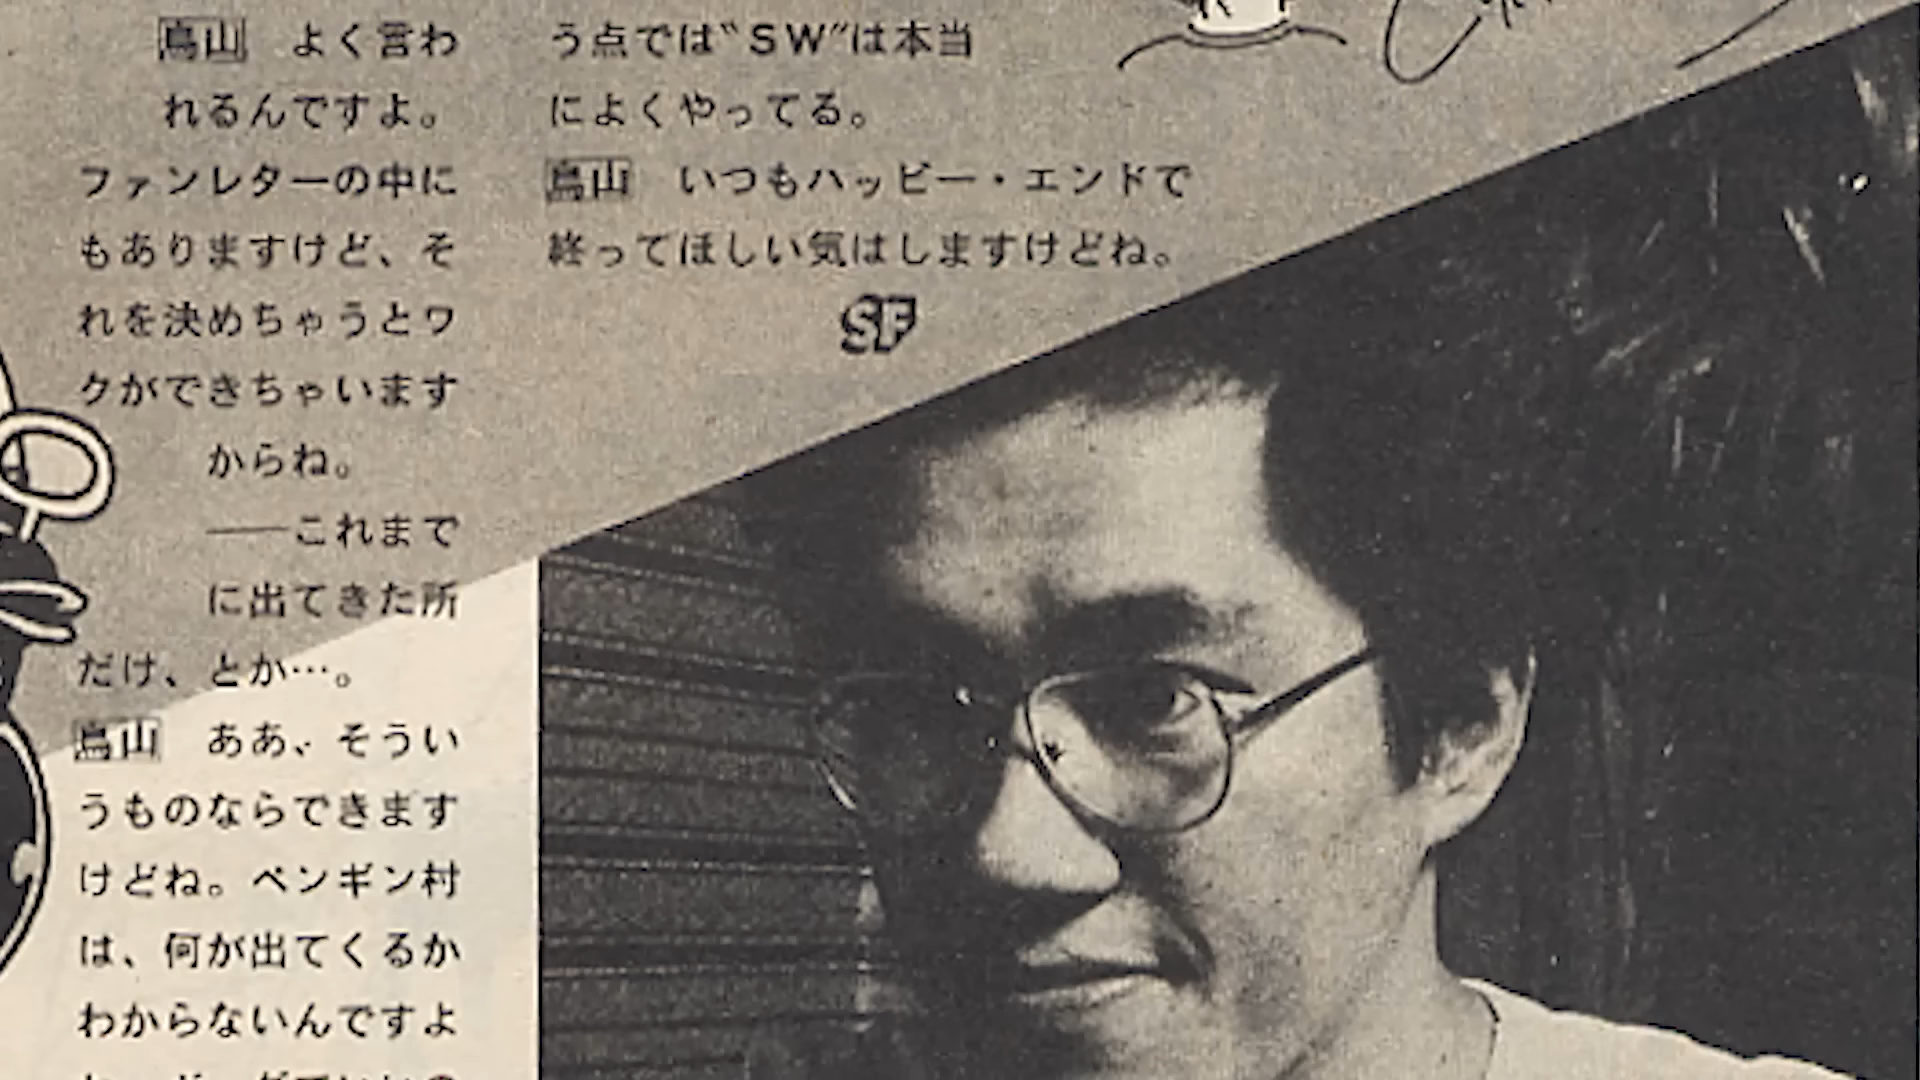 鳥山 よく言わ
れるんですよ。
ファンレターの中に
もありますけど、そ
れを決めちゃうとワ
クができちゃいます
からね。
——これまで
に出てきた所
だけ、とか…。
鳥山 ああ、そうい
うものならできます
けどね。ペンギン村
は、何が出てくるか
わからないんですよ
う点では“SW”は本当
によくやってる。
鳥山 いつもハッピー・エンドで
終ってほしい気はしますけどね。
SF